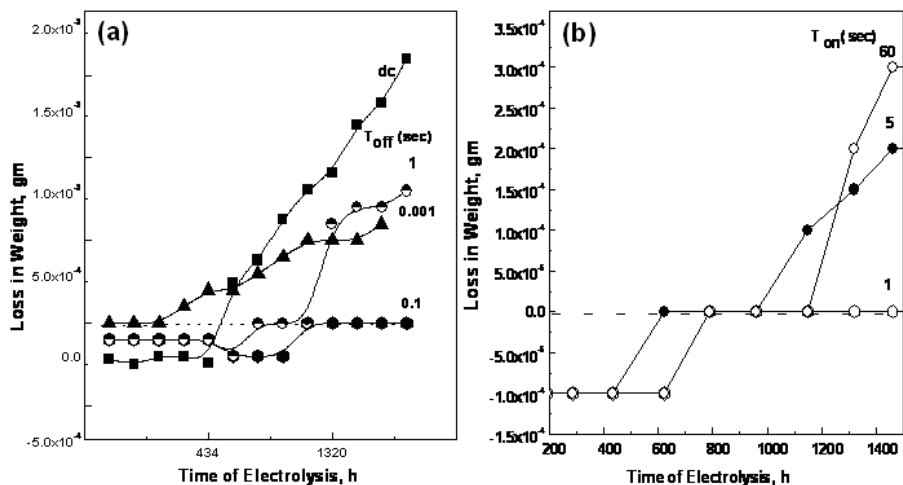 (a)
2.0x10⁻³
1.5x10⁻³
1.0x10⁻³
5.0x10⁻⁴
0.0
-5.0x10⁻⁴
Loss in Weight, gm
dc
T off (sec)
1
0.001
0.1
434
1320
Time of Electrolysis, h
(b)
3.5x10⁻⁴
3.0x10⁻⁴
2.5x10⁻⁴
2.0x10⁻⁴
1.5x10⁻⁴
1.0x10⁻⁴
5.0x10⁻⁵
0.0
-5.0x10⁻⁵
-1.0x10⁻⁴
-1.5x10⁻⁴
Loss in Weight, gm
T on (sec)
60
5
1
200 400 600 800 1000 1200 1400
Time of Electrolysis, h